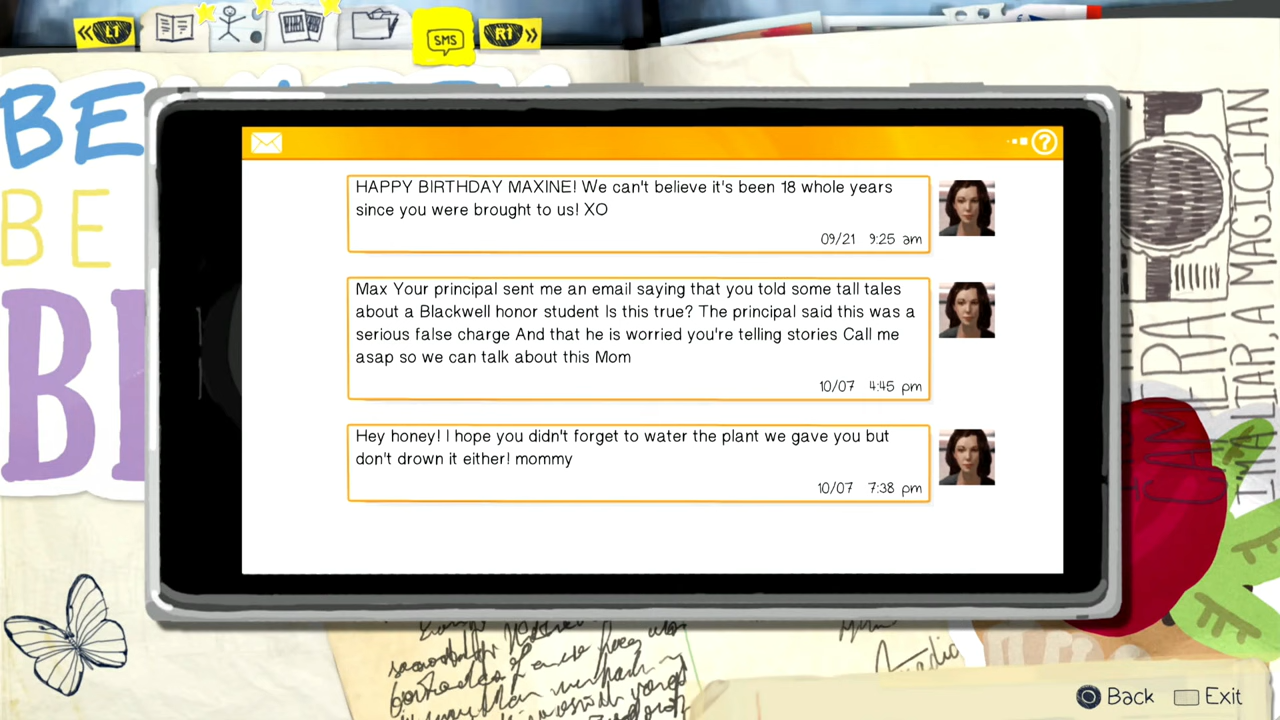 L1
SMS
R1
BE
BE
HAPPY BIRTHDAY MAXINE! We can't believe it's been 18 whole years
since you were brought to us! XO
09/21 9:25 am
Max Your principal sent me an email saying that you told some tall tales
about a Blackwell honor student Is this true? The principal said this was a
serious false charge And that he is worried you're telling stories Call me
asap so we can talk about this Mom
10/07 4:45 pm
Hey honey! I hope you didn't forget to water the plant we gave you but
don't drown it either! mommy
10/07 7:38 pm
?
LIAR, A MAGICIAN
Back
Exit